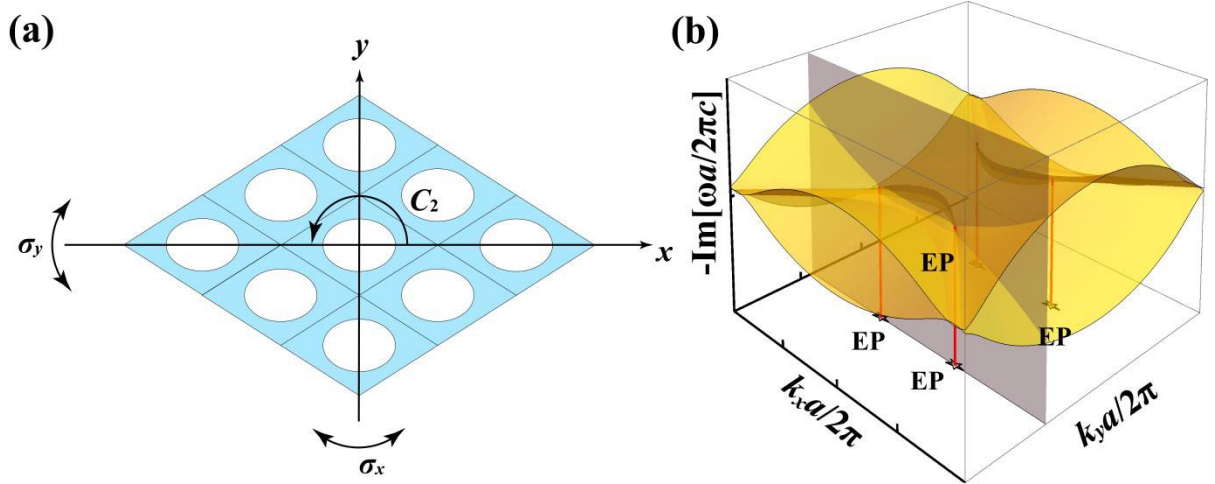 (a)
y
C₂
x
σy
σx
(b)
-Im[ωa/2πc]
EP
EP
EP
EP
kxa/2π
kya/2π